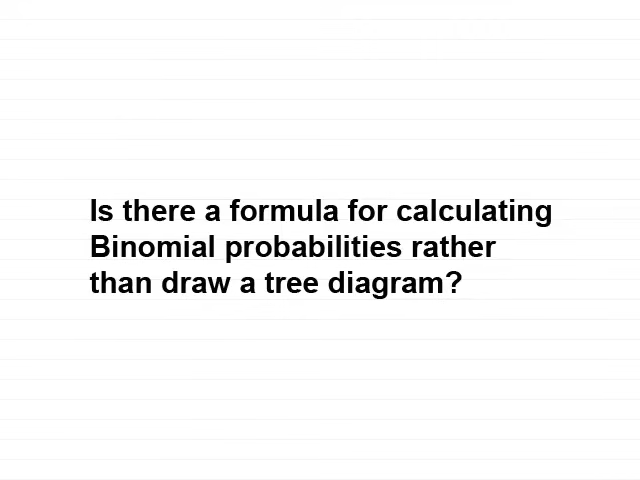 Is there a formula for calculating
Binomial probabilities rather
than draw a tree diagram?